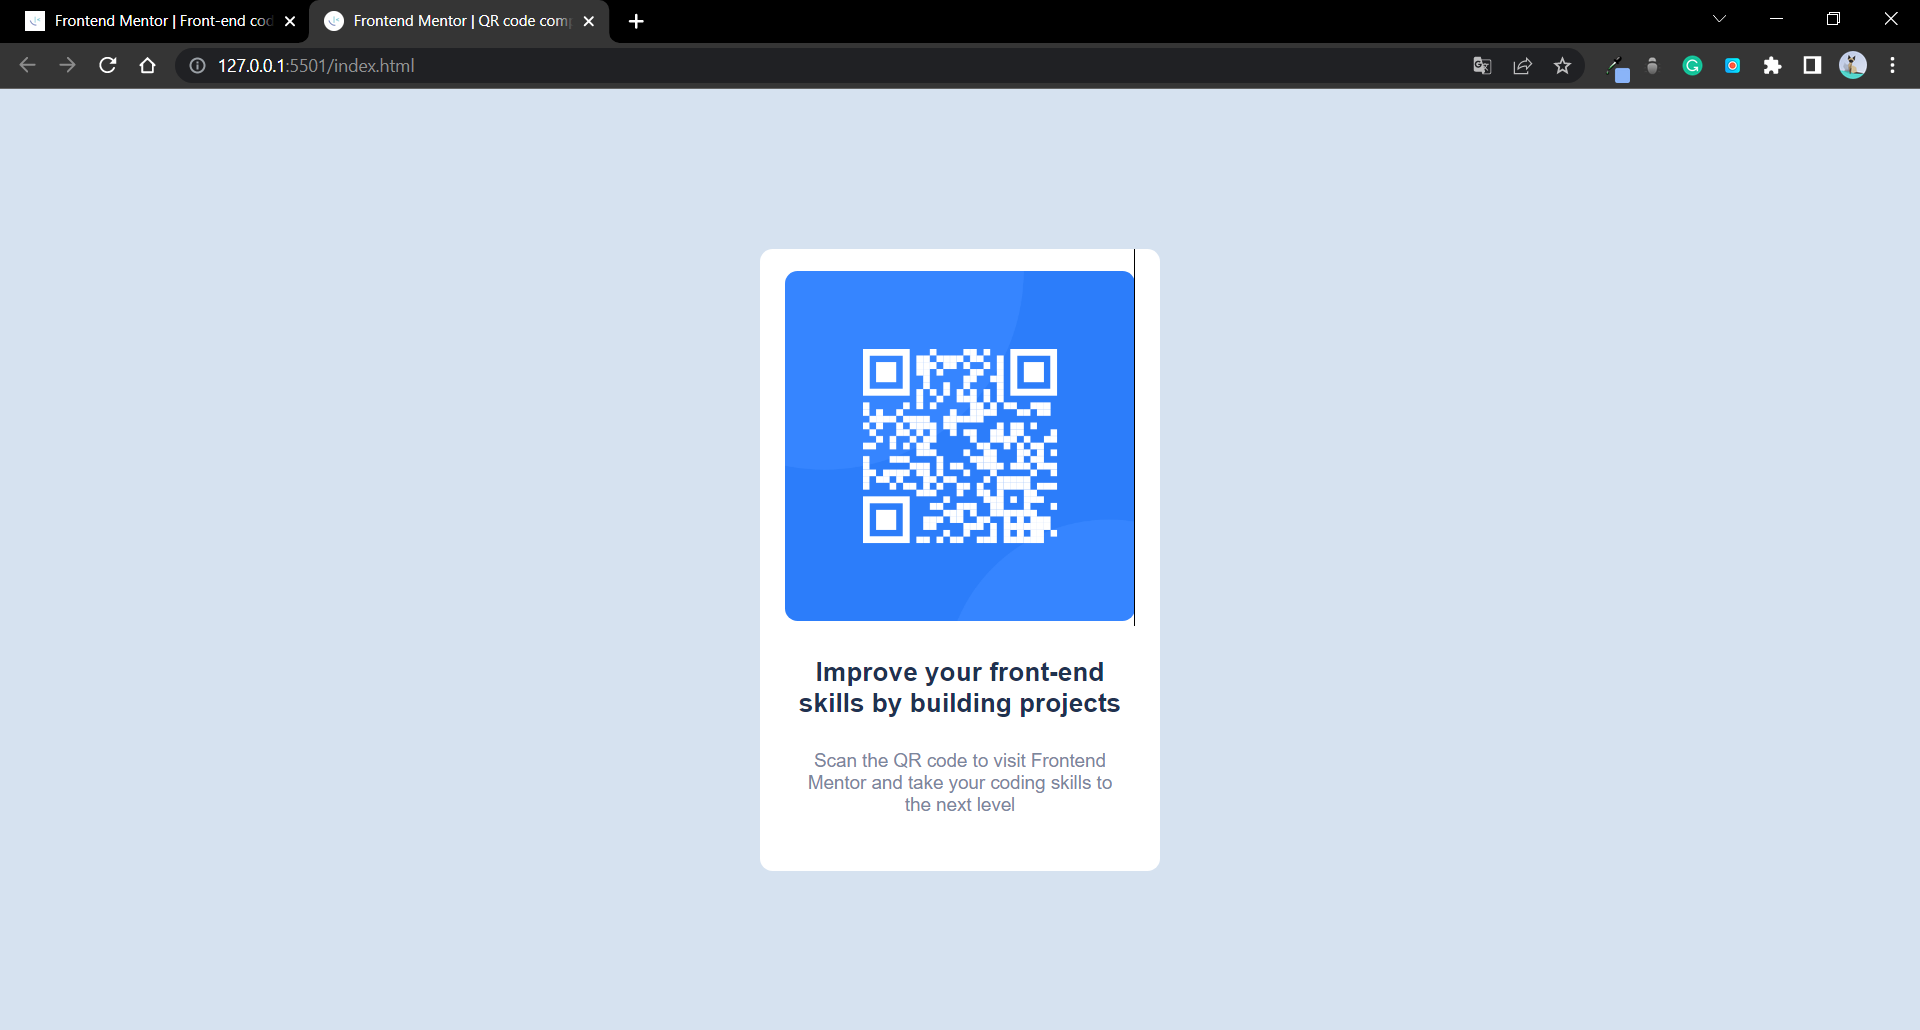 Frontend Mentor | Front-end cod
Frontend Mentor | QR code comp
127.0.0.1:5501/index.html
Improve your front-end
skills by building projects
Scan the QR code to visit Frontend
Mentor and take your coding skills to
the next level